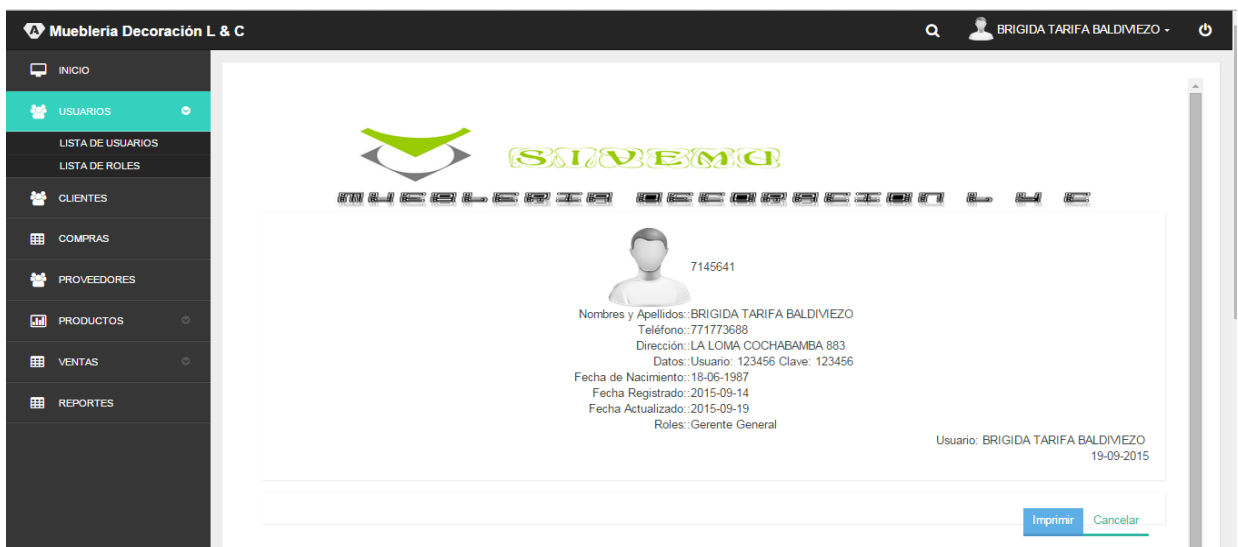 Mueblería Decoración L & C
BRIGIDA TARIFA BALDIVIEZO
INICIO
USUARIOS
LISTA DE USUARIOS
LISTA DE ROLES
CLIENTES
COMPRAS
PROVEEDORES
PRODUCTOS
VENTAS
REPORTES
SIVEMU
MUEBLERIA DECORACION L Y C
7145641
Nombres y Apellidos::BRIGIDA TARIFA BALDIVIEZO
Teléfono::771773688
Dirección::LA LOMA COCHABAMBA 883
Datos::Usuario: 123456 Clave: 123456
Fecha de Nacimiento::18-06-1987
Fecha Registrado::2015-09-14
Fecha Actualizado::2015-09-19
Roles::Gerente General
Usuario: BRIGIDA TARIFA BALDIVIEZO
19-09-2015
Imprimir Cancelar